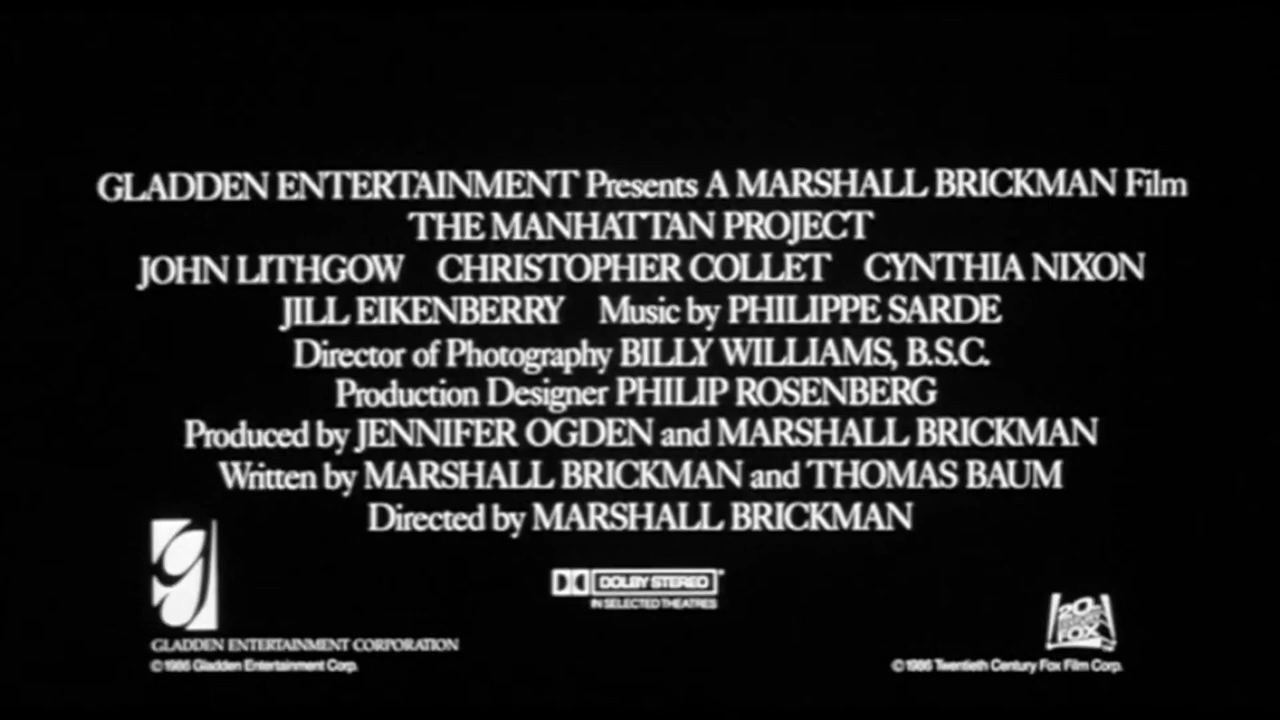 GLADDEN ENTERTAINMENT Presents A MARSHALL BRICKMAN Film
THE MANHATTAN PROJECT
JOHN LITHGOW CHRISTOPHER COLLET CYNTHIA NIXON
JILL EIKENBERRY Music by PHILIPPE SARDE
Director of Photography BILLY WILLIAMS, B.S.C.
Production Designer PHILIP ROSENBERG
Produced by JENNIFER OGDEN and MARSHALL BRICKMAN
Written by MARSHALL BRICKMAN and THOMAS BAUM
Directed by MARSHALL BRICKMAN
g
DOLBY STEREO
IN SELECTED THEATRES
20th
CENTURY
FOX
GLADDEN ENTERTAINMENT CORPORATION
©1986 Gladden Entertainment Corp.
©1986 Twentieth Century Fox Film Corp.